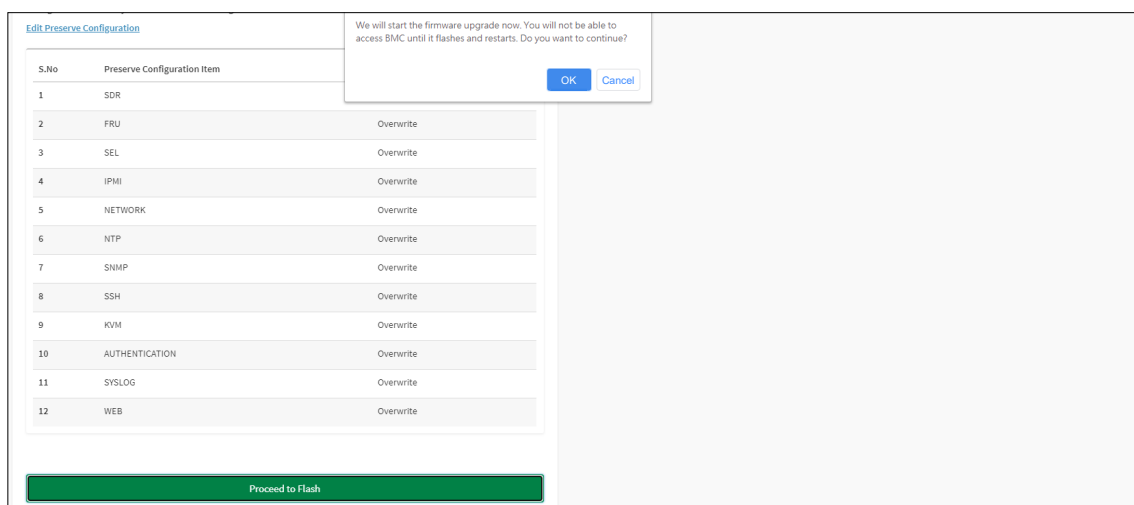 We will start the firmware upgrade now. You will not be able to
access BMC until it flashes and restarts. Do you want to continue?
OK Cancel
Edit Preserve Configuration
S.No Preserve Configuration Item
1 SDR
2 FRU Overwrite
3 SEL Overwrite
4 IPMI Overwrite
5 NETWORK Overwrite
6 NTP Overwrite
7 SNMP Overwrite
8 SSH Overwrite
9 KVM Overwrite
10 AUTHENTICATION Overwrite
11 SYSLOG Overwrite
12 WEB Overwrite
Proceed to Flash